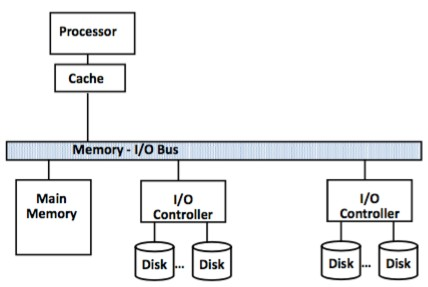 Processor
Cache
Memory - I/O Bus
Main
Memory
I/O
Controller
I/O
Controller
Disk ... Disk
Disk ... Disk